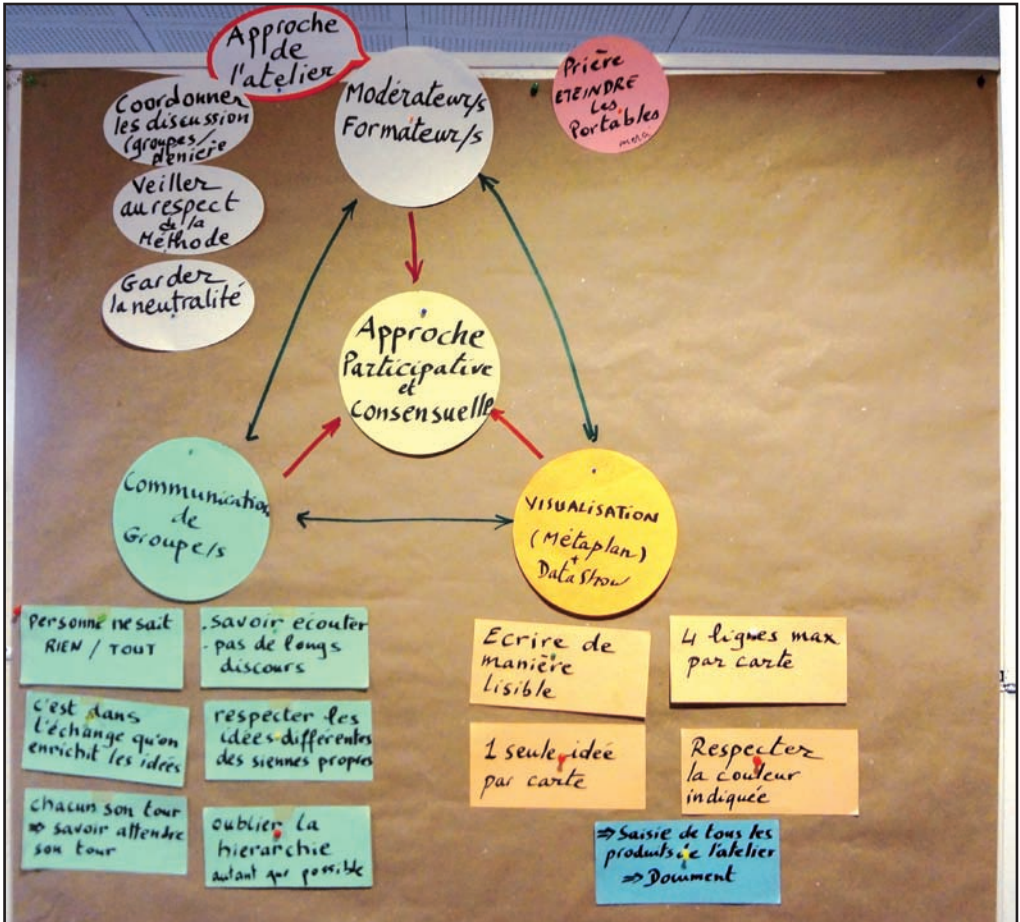 Approche
de
l'atelier
Modérateur/s
Formateur/s
Prière
ETEINDRE
Les
Portables
merci
Coordonner
les discussion
(groupes/
plenière
Veiller
au respect
de la
Méthode
Garder
la neutralité
Approche
Participative
et
Consensuelle
Communication
de
Groupe/s
VISUALISATION
(Métaplan)
+
DataShow
personne ne sait
RIEN / TOUT
. savoir écouter
. pas de longs
discours
c'est dans
l'échange qu'on
enrichit les idées
respecter les
idées différentes
des siennes propres
chacun son tour
⇒ savoir attendre
son tour
oublier la
hierarchie
autant que possible
Ecrire de
manière
lisible
4 lignes max
par carte
1 seule idée
par carte
Respecter
la couleur
indiquée
⇒ Saisie de tous les
produits de l'atelier
⇒ Document